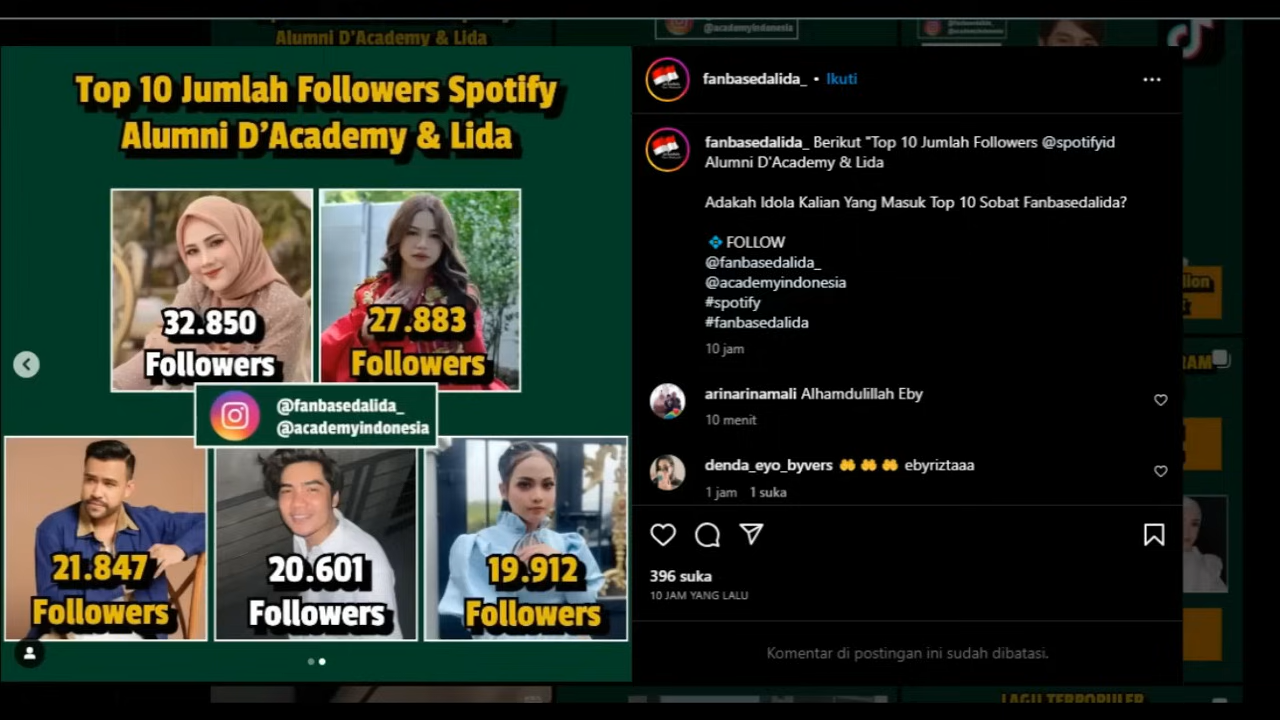 Alumni D'Academy & Lida
@academyindonesia
Top 10 Jumlah Followers Spotify
Alumni D'Academy & Lida
32.850
Followers
27.883
Followers
@fanbasedalida_
@academyindonesia
21.847
Followers
20.601
Followers
19.912
Followers
fanbasedalida_ • Ikuti
fanbasedalida_ Berikut "Top 10 Jumlah Followers @spotifyid
Alumni D'Academy & Lida
Adakah Idola Kalian Yang Masuk Top 10 Sobat Fanbasedalida?
FOLLOW
@fanbasedalida_
@academyindonesia
#spotify
#fanbasedalida
10 jam
arinarinamali Alhamdulillah Eby
10 menit
denda_eyo_byvers 🤲 🤲 🤲 ebyriztaaa
1 jam 1 suka
396 suka
10 JAM YANG LALU
Komentar di postingan ini sudah dibatasi.
LAGU TERPOPULER